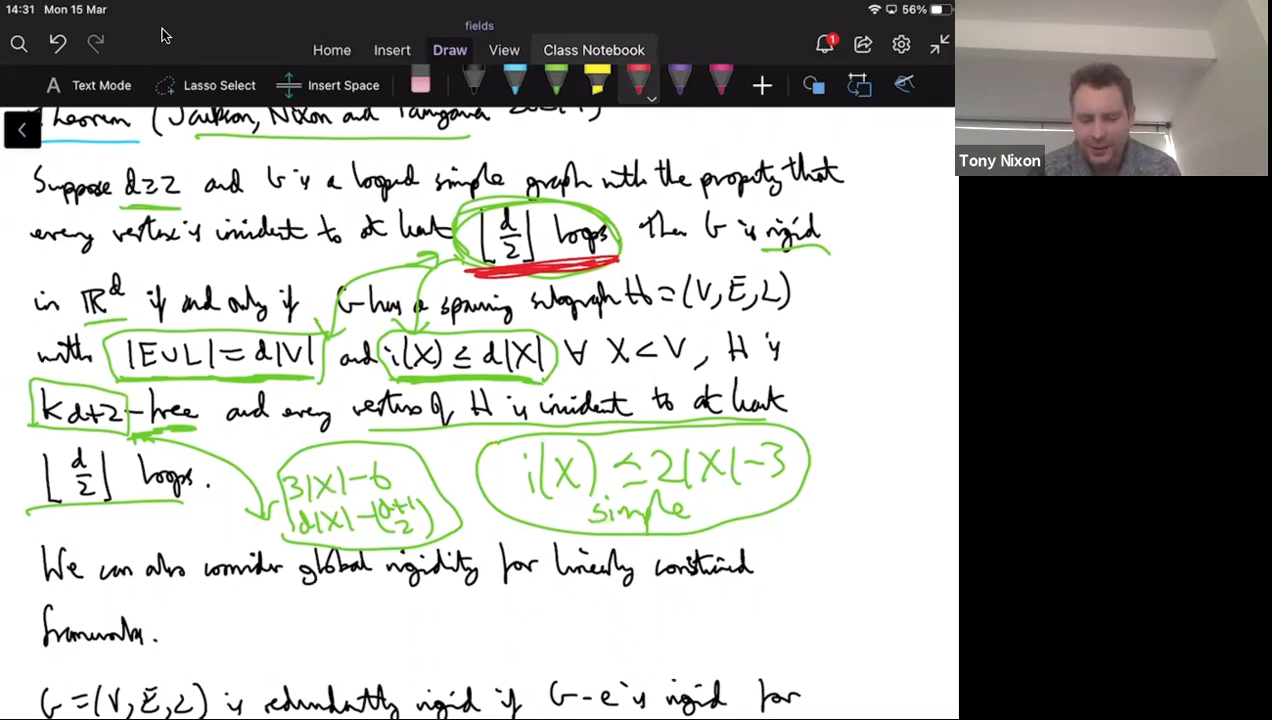 14:31 Mon 15 Mar
56%
fields
Home Insert Draw View Class Notebook
1
Text Mode Lasso Select Insert Space
Theorem (Jackson, Nixon and Tanigawa
Suppose d≥2 and G is a looped simple graph with the property that
every vertex is incident to at least ⌊d/2⌋ loops. Then G is rigid
in ℝ^d if and only if G has a spanning subgraph H=(V,E,L)
with |E∪L|=d|V| and i(X)≤d|X| ∀ X⊂V, H is
K_{d+2}-free and every vertex of H is incident to at least
⌊d/2⌋ loops.
3|X|-6
d|X|-(d+1 2)
i(X)≤2|X|-3
simple
We can also consider global rigidity for linearly constrained
frameworks.
G=(V,E,L) is redundantly rigid if G-e is rigid for
Tony Nixon